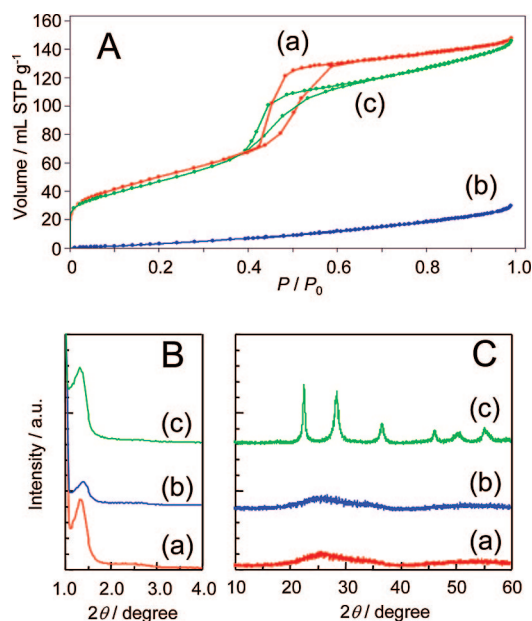 160
140
120
100
80
60
40
20
0
Volume / mL STP g-1
A
(a)
(c)
(b)
0 0.2 0.4 0.6 0.8 1.0
P / P0
Intensity / a.u.
B
(c)
(b)
(a)
1.0 2.0 3.0 4.0
2θ / degree
C
(c)
(b)
(a)
10 20 30 40 50 60
2θ / degree